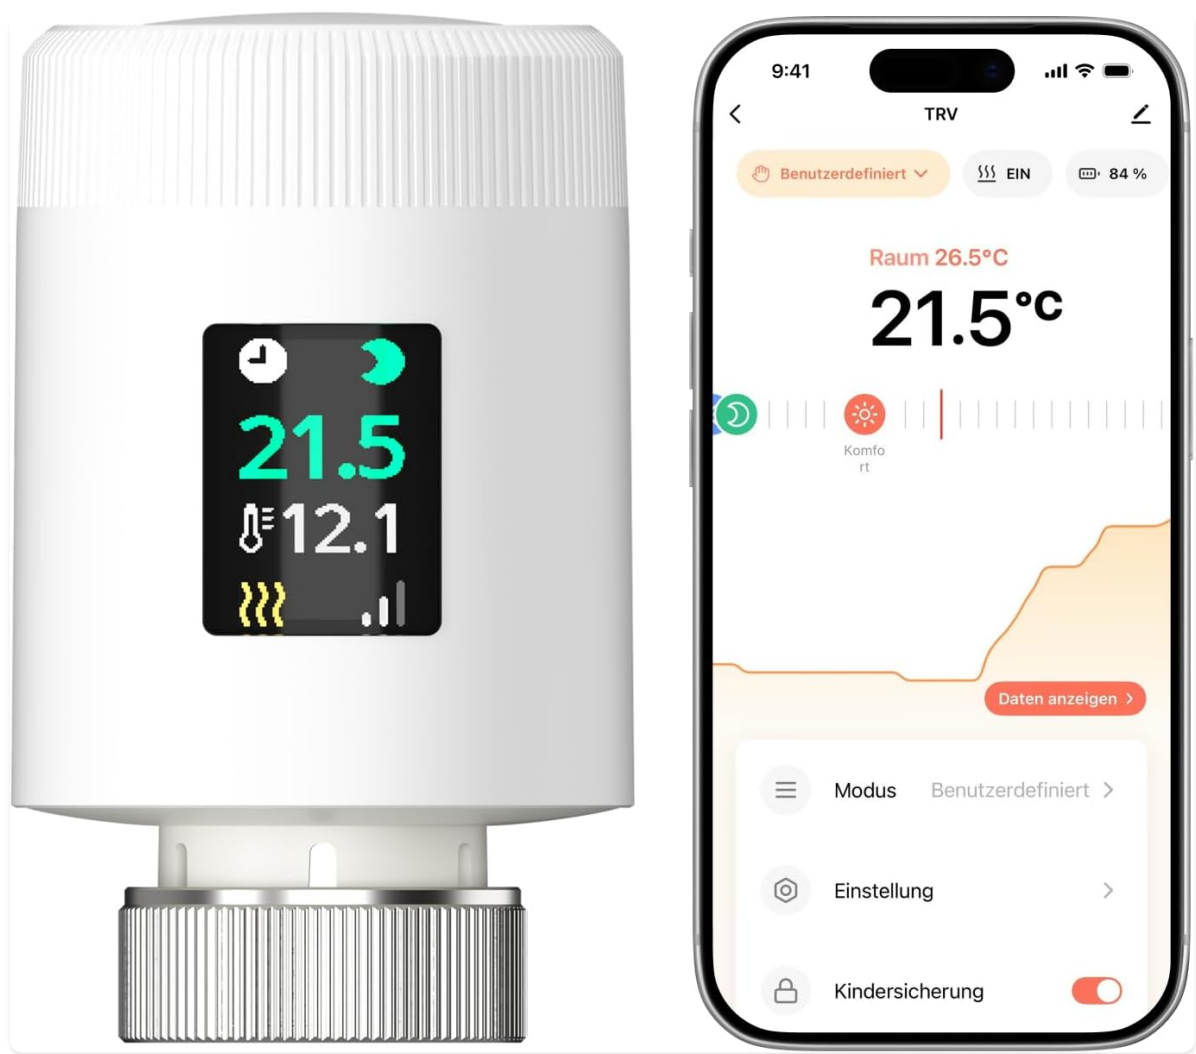 21.5
12.1
9:41
TRV
Benutzerdefiniert
EIN
84 %
Raum 26.5°C
21.5°C
Komfo
rt
Daten anzeigen
Modus
Benutzerdefiniert
Einstellung
Kindersicherung